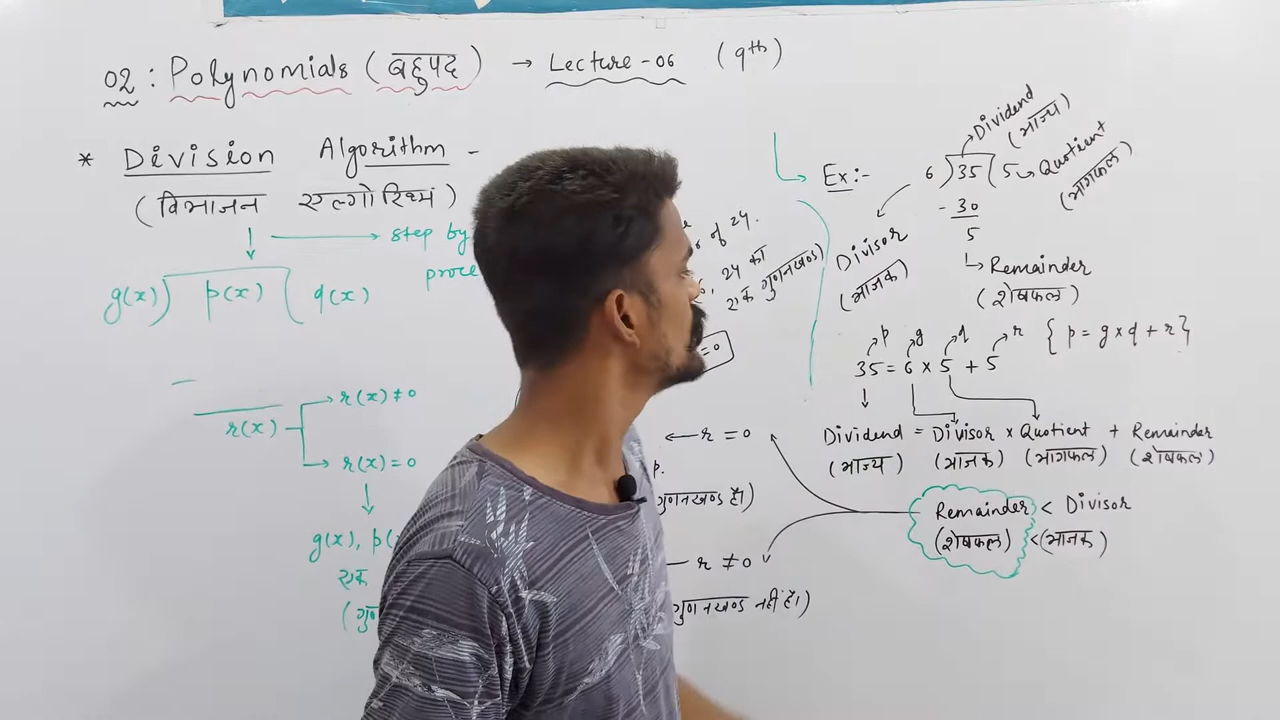 02 : Polynomials (बहुपद) → Lecture - 06 (9th)
* Division Algorithm -
(विभाजन एल्गोरिथ्मं)
→ step by
g(x) ) p(x) ( q(x)
r(x)
→ r(x) ≠ 0
→ r(x) = 0
g(x),
एक
of 24.
, 24 का
एक गुणनखण्ड)
= 0
← r = 0
p.
गुणनखण्ड है।)
r ≠ 0
गुणनखण्ड नहीं है।)
Ex:-
6 ) 35 ( 5 → Quotient
(भागफल)
→ Dividend
(भाज्य)
- 30
5
Divisor
(भाजक)
→ Remainder
(शेषफल)
p g q r { p = g × q + r }
35 = 6 × 5 + 5
Dividend = Divisor × Quotient + Remainder
(भाज्य) (भाजक) (भागफल) (शेषफल)
Remainder < Divisor
(शेषफल) < (भाजक)